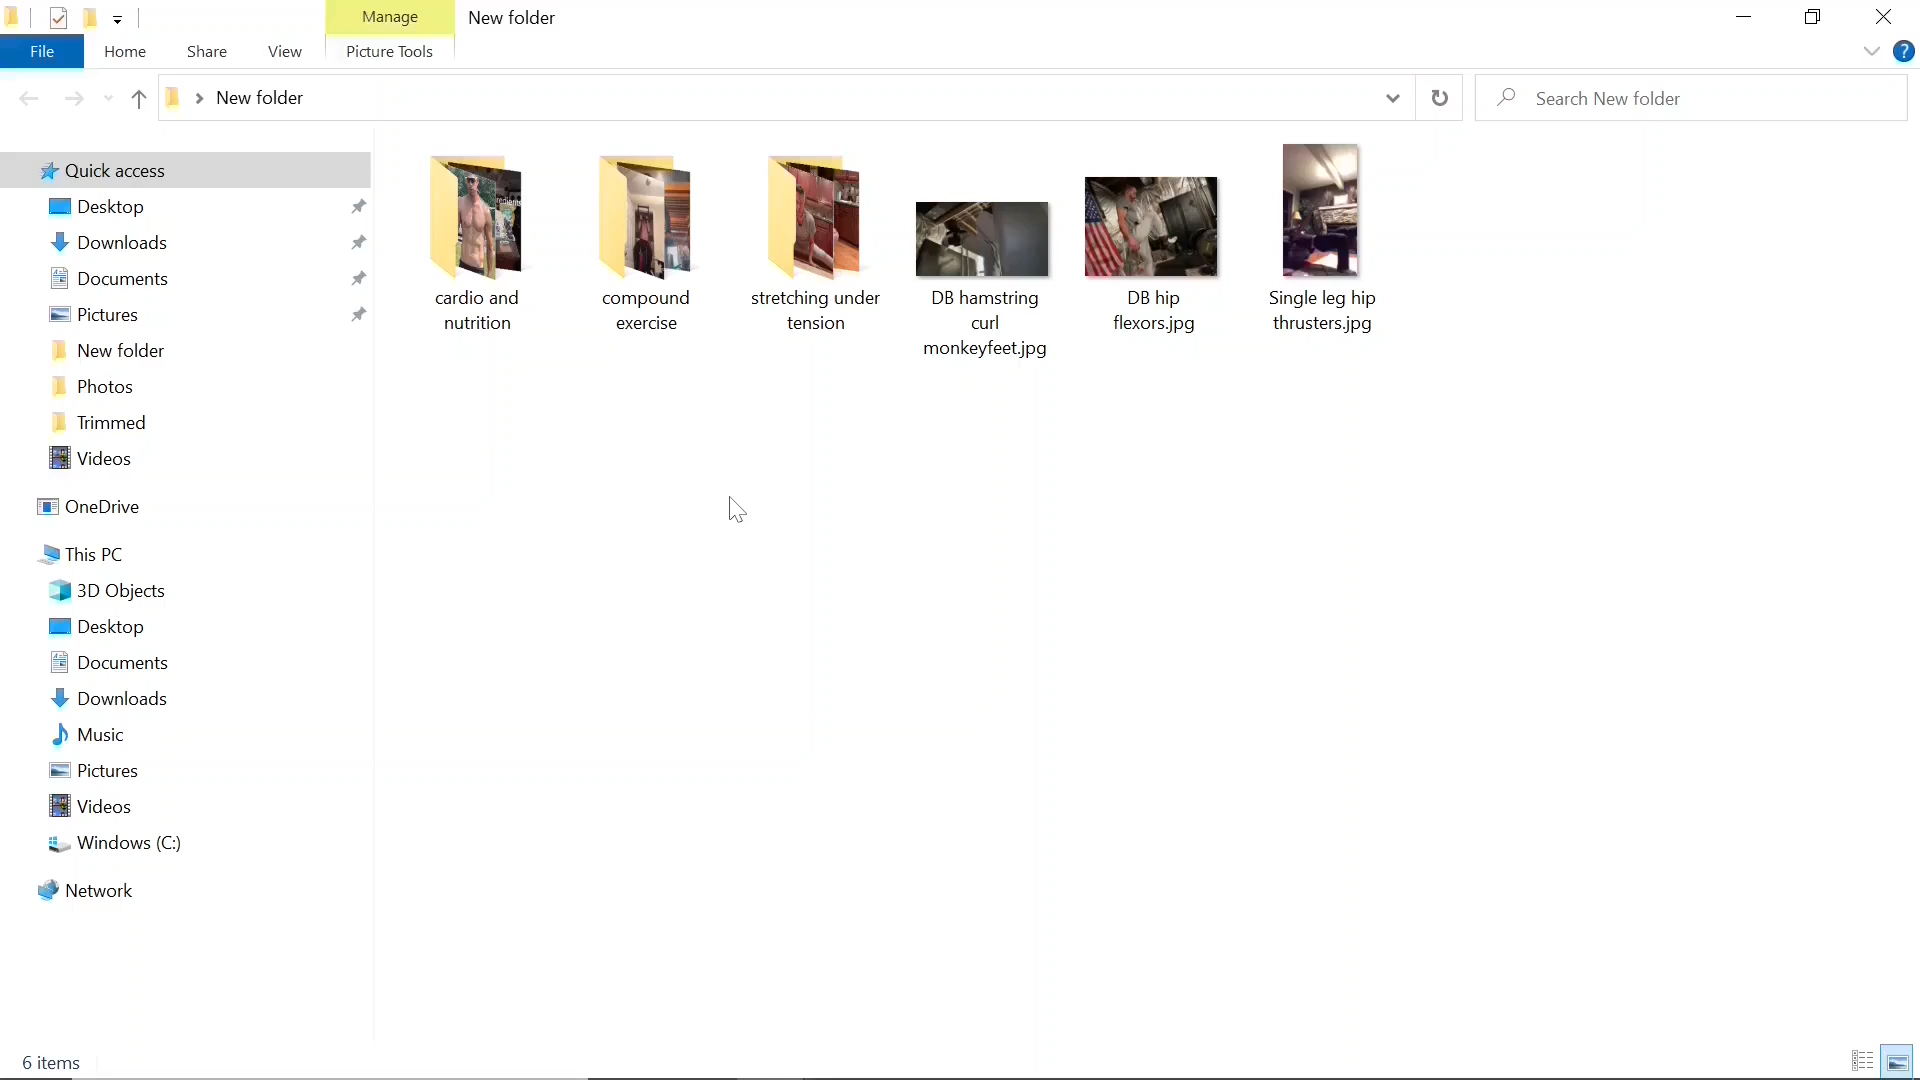 Manage
New folder
File
Home
Share
View
Picture Tools
?
New folder
Search New folder
Quick access
Desktop
Downloads
Documents
Pictures
New folder
Photos
Trimmed
Videos
OneDrive
This PC
3D Objects
Desktop
Documents
Downloads
Music
Pictures
Videos
Windows (C:)
Network
cardio and
nutrition
compound
exercise
stretching under
tension
DB hamstring
curl
monkeyfeet.jpg
DB hip
flexors.jpg
Single leg hip
thrusters.jpg
6 items